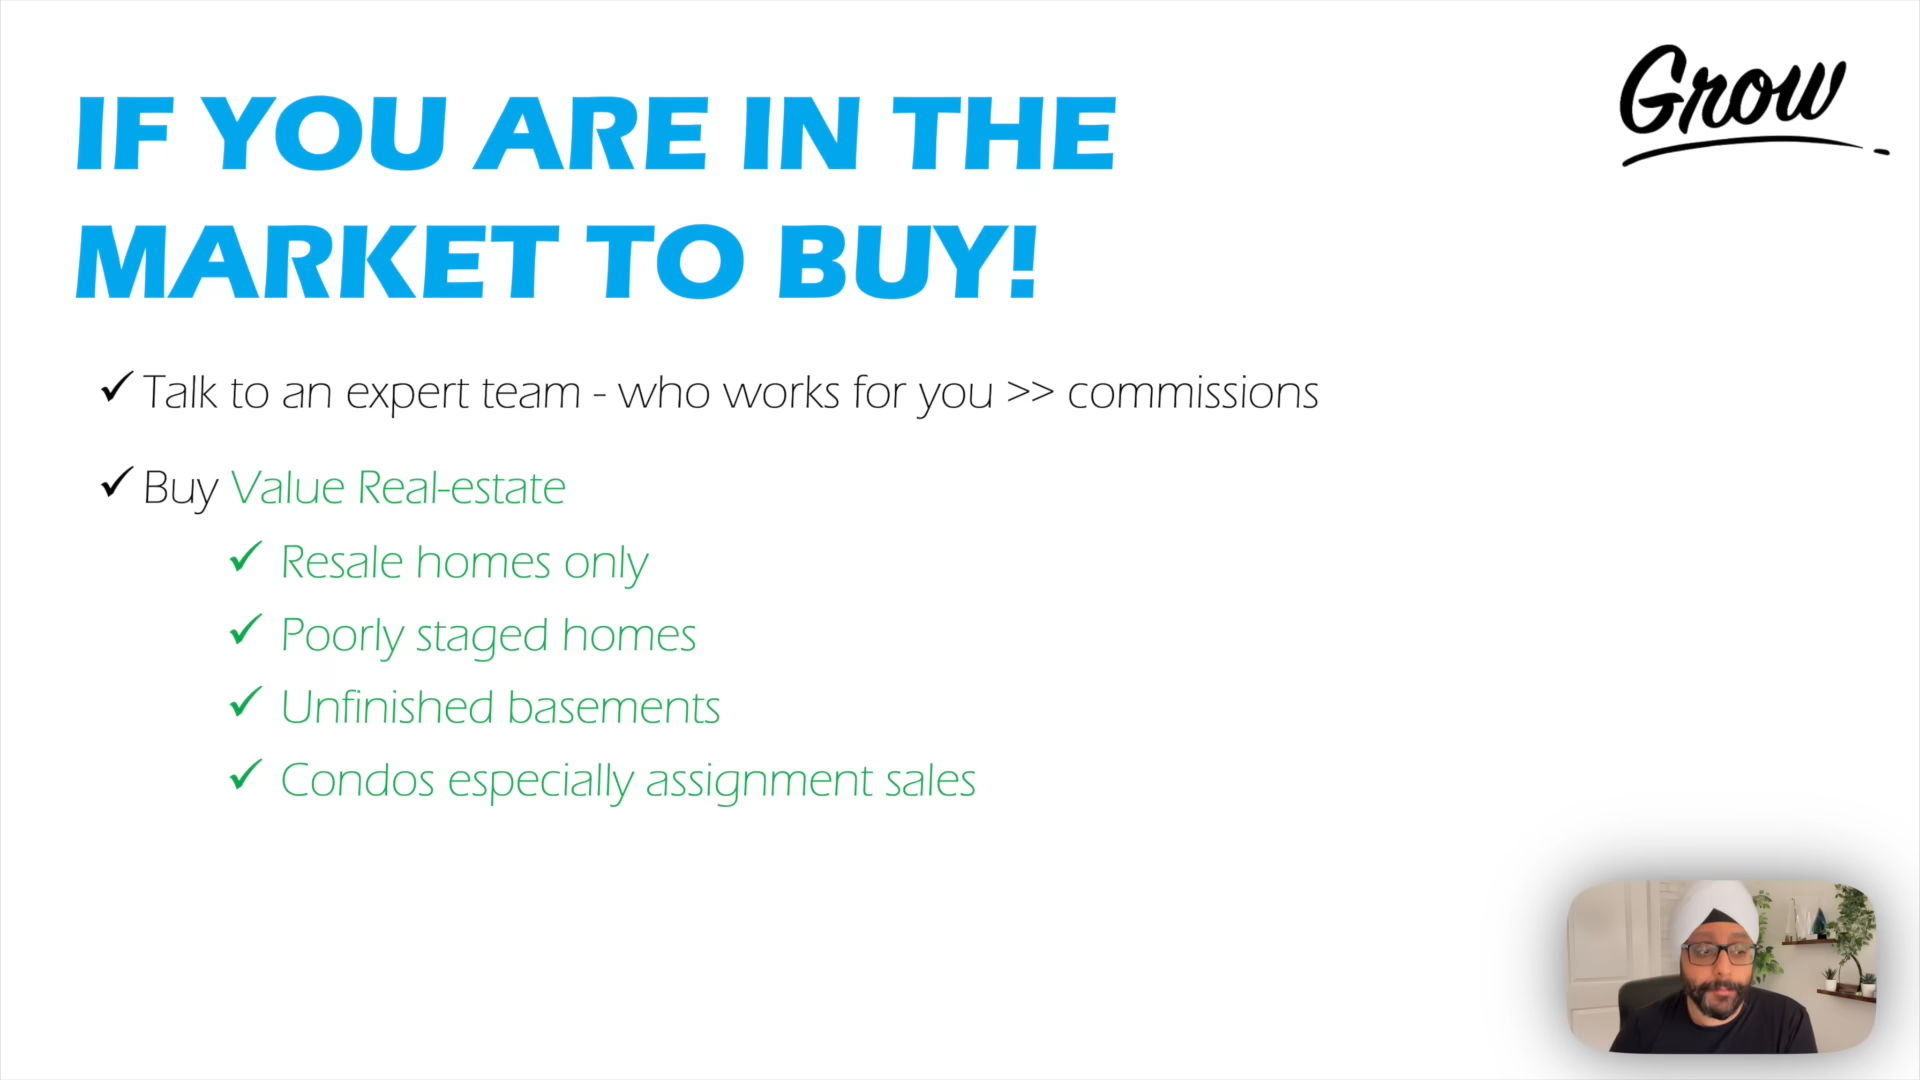 Grow
IF YOU ARE IN THE
MARKET TO BUY!
✓ Talk to an expert team - who works for you >> commissions
✓ Buy Value Real-estate
✓ Resale homes only
✓ Poorly staged homes
✓ Unfinished basements
✓ Condos especially assignment sales